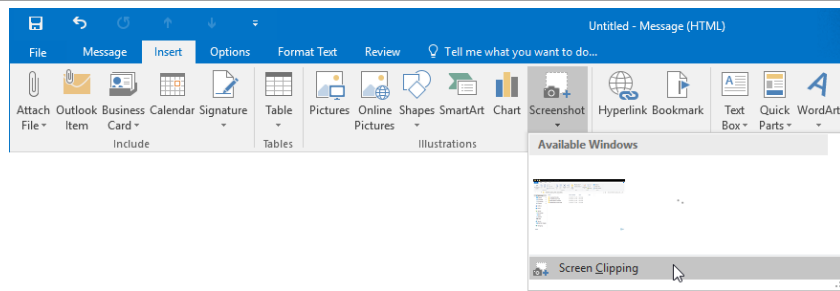 Untitled - Message (HTML)
File Message Insert Options Format Text Review Tell me what you want to do...
Attach Outlook Business Calendar Signature Table Pictures Online Shapes SmartArt Chart Screenshot Hyperlink Bookmark Text Quick WordArt
File Item Card Pictures Box Parts
Include Tables Illustrations
Available Windows
Screen Clipping